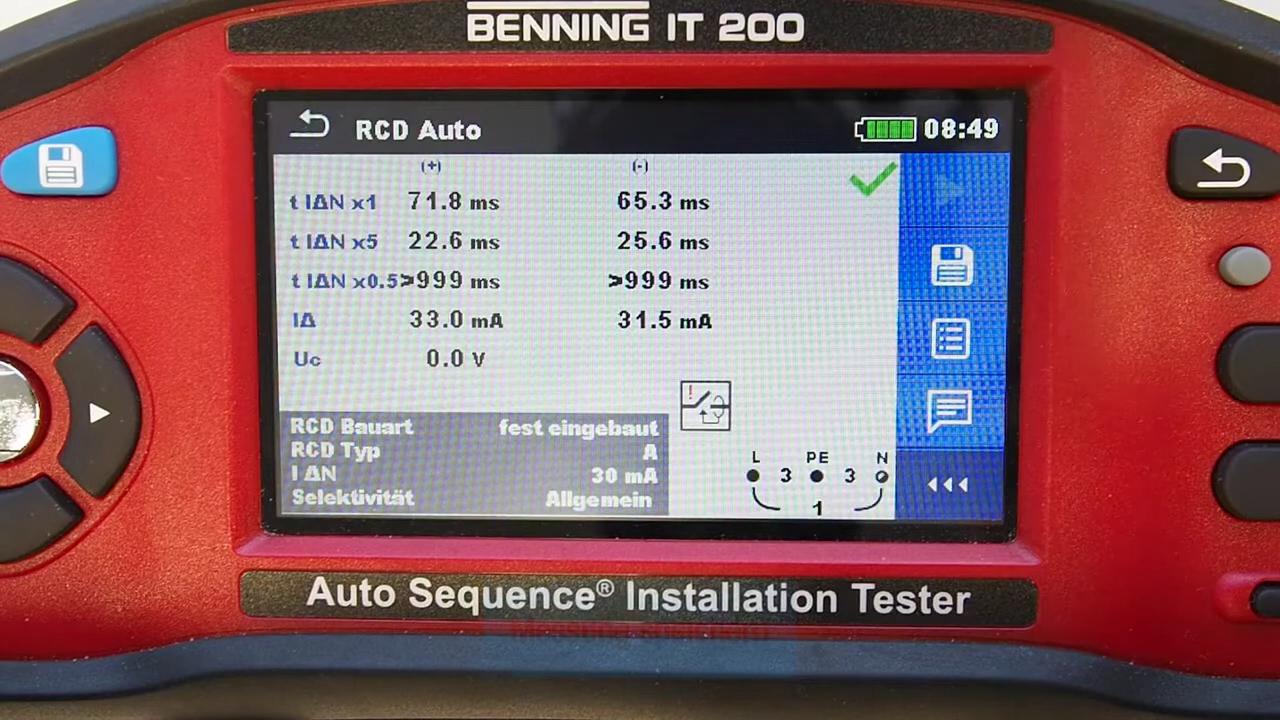 BENNING IT 200
RCD Auto
08:49
(+) (-)
t IΔN x1 71.8 ms 65.3 ms
t IΔN x5 22.6 ms 25.6 ms
t IΔN x0.5 >999 ms >999 ms
IΔ 33.0 mA 31.5 mA
Uc 0.0 V
!
RCD Bauart fest eingebaut
RCD Typ A
I ΔN 30 mA
Selektivität Allgemein
L PE N
3 3
1
Auto Sequence® Installation Tester